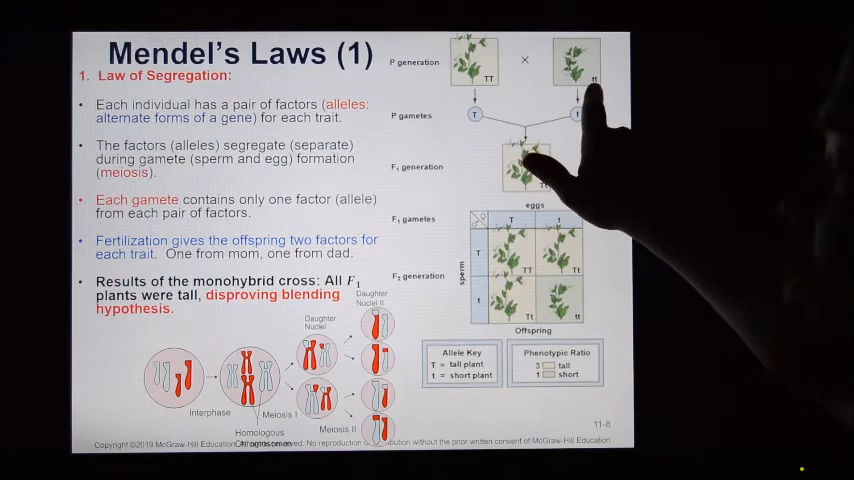 Mendel's Laws (1)
1. Law of Segregation:
• Each individual has a pair of factors (alleles;
alternate forms of a gene) for each trait.
• The factors (alleles) segregate (separate)
during gamete (sperm and egg) formation
(meiosis).
• Each gamete contains only one factor (allele)
from each pair of factors.
• Fertilization gives the offspring two factors for
each trait. One from mom, one from dad.
• Results of the monohybrid cross: All F1
plants were tall, disproving blending
hypothesis.
Interphase
Meiosis I
Homologous
Daughter
Nuclei
Meiosis II
Daughter
Nuclei II
P generation
TT
×
tt
P gametes
T
t
F1 generation
F1 gametes
eggs
T
t
F2 generation
sperm
T
TT
Tt
t
Tt
tt
Offspring
Allele Key
T = tall plant
t = short plant
Phenotypic Ratio
3 tall
1 short
11-8
Copyright ©2019 McGraw-Hill Education. No reproduction or distribution without the prior written consent of McGraw-Hill Education.